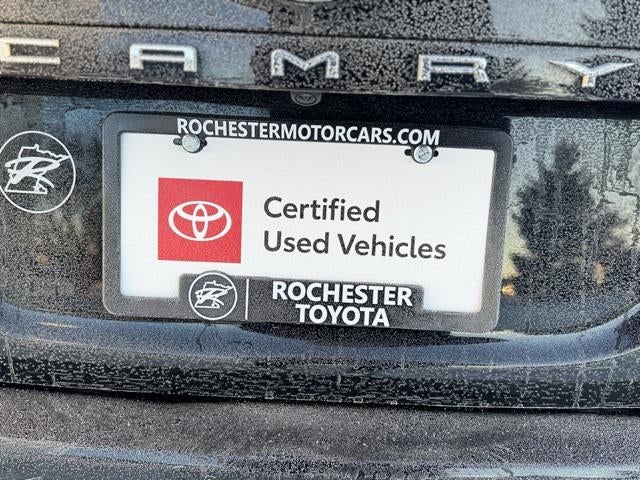 CAMRY
ROCHESTERMOTORCARS.COM
Certified
Used Vehicles
ROCHESTER
TOYOTA